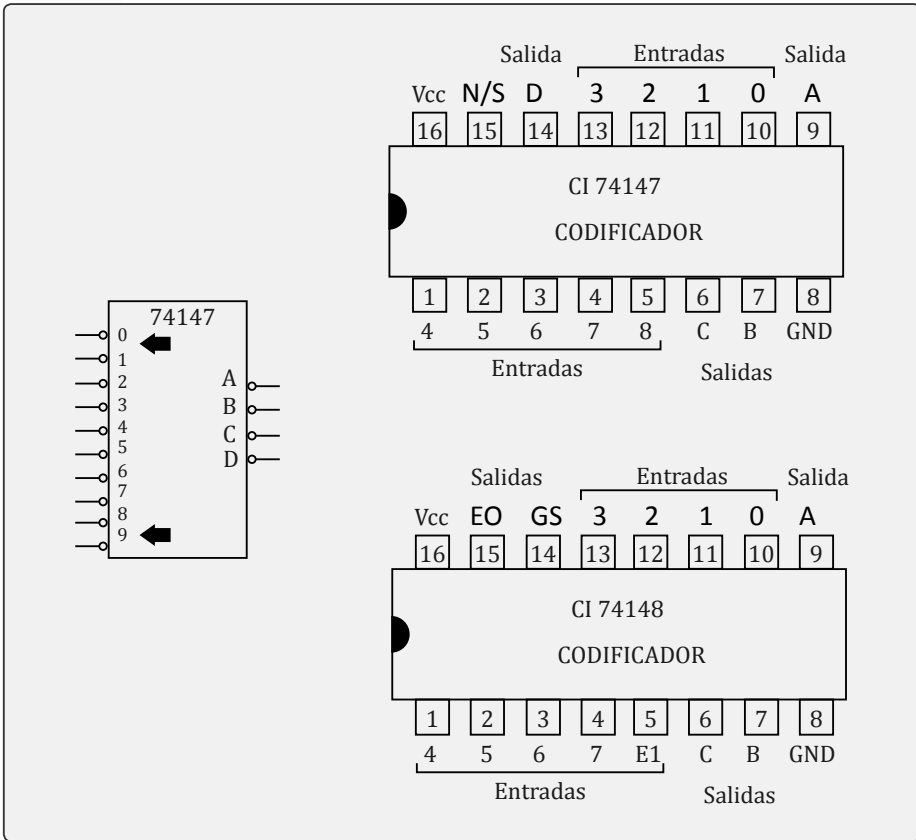 Salida Entradas Salida
Vcc N/S D 3 2 1 0 A
16 15 14 13 12 11 10 9
CI 74147
CODIFICADOR
1 2 3 4 5 6 7 8
4 5 6 7 8 C B GND
Entradas Salidas
74147
0
1
2
3
4
5
6
7
8
9
A
B
C
D
Salidas Entradas Salida
Vcc EO GS 3 2 1 0 A
16 15 14 13 12 11 10 9
CI 74148
CODIFICADOR
1 2 3 4 5 6 7 8
4 5 6 7 E1 C B GND
Entradas Salidas